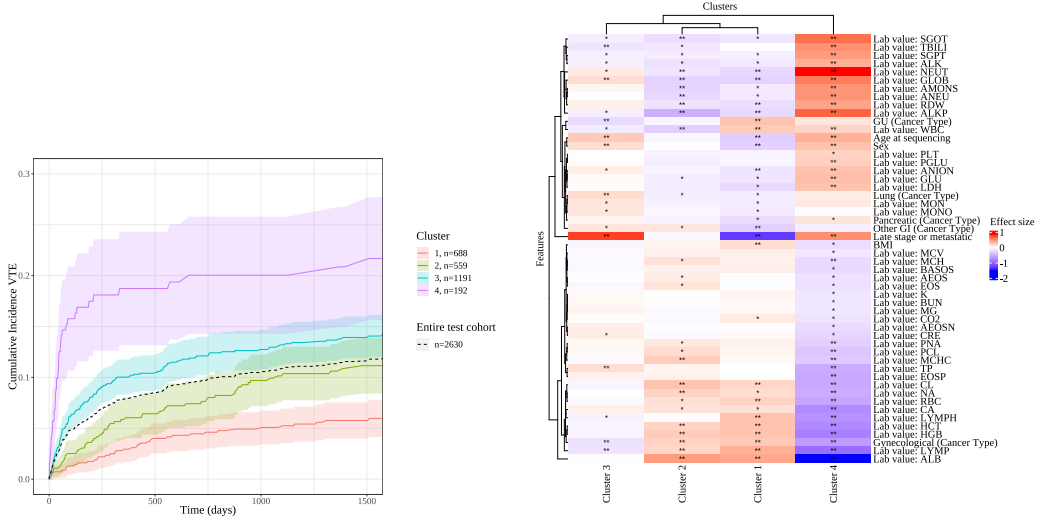 Cumulative Incidence VTE
0.3
0.2
0.1
0.0
0
500
1000
1500
Time (days)
Cluster
1, n=688
2, n=559
3, n=1191
4, n=192
Entire test cohort
n=2630
Clusters
Features
Lab value: SGOT
Lab value: TBILI
Lab value: SGPT
Lab value: ALK
Lab value: NEUT
Lab value: GLOB
Lab value: AMONS
Lab value: ANEU
Lab value: RDW
Lab value: ALKP
GU (Cancer Type)
Lab value: WBC
Age at sequencing
Sex
Lab value: PLT
Lab value: PGLU
Lab value: ANION
Lab value: GLU
Lab value: LDH
Lung (Cancer Type)
Lab value: MON
Lab value: MONO
Pancreatic (Cancer Type)
Other GI (Cancer Type)
Late stage or metastatic
BMI
Lab value: MCV
Lab value: MCH
Lab value: BASOS
Lab value: AEOS
Lab value: EOS
Lab value: K
Lab value: BUN
Lab value: MG
Lab value: CO2
Lab value: AEOSN
Lab value: CRE
Lab value: PNA
Lab value: PCL
Lab value: MCHC
Lab value: TP
Lab value: EOSP
Lab value: CL
Lab value: NA
Lab value: RBC
Lab value: CA
Lab value: LYMPH
Lab value: HCT
Lab value: HGB
Gynecological (Cancer Type)
Lab value: LYMP
Lab value: ALB
Cluster 3
Cluster 2
Cluster 1
Cluster 4
Effect size
1
0
-1
-2